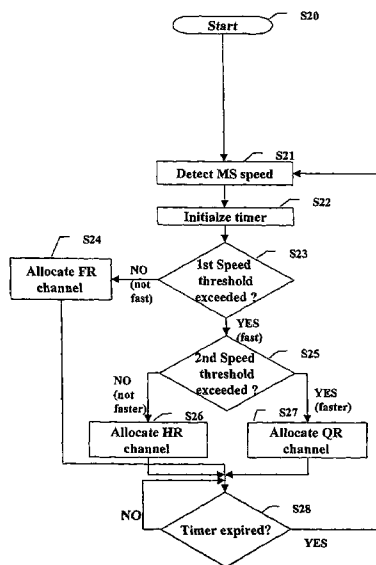 Start
S20
S21
Detect MS speed
S22
Initialze timer
S24
Allocate FR
channel
NO
(not
fast)
S23
1st Speed
threshold
exceeded ?
YES
(fast)
S25
2nd Speed
threshold
exceeded ?
NO
(not
faster)
YES
(faster)
S26
Allocate HR
channel
S27
Allocate QR
channel
S28
NO
Timer expired?
YES